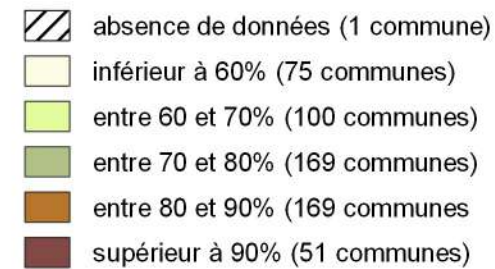 absence de données (1 commune)
inférieur à 60% (75 communes)
entre 60 et 70% (100 communes)
entre 70 et 80% (169 communes)
entre 80 et 90% (169 communes
supérieur à 90% (51 communes)